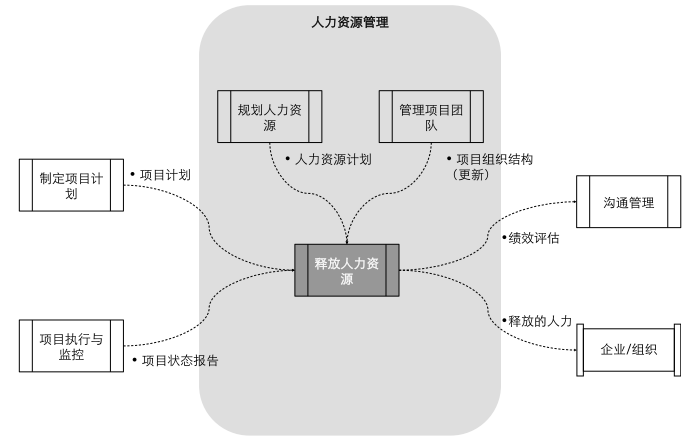 人力资源管理
规划人力资
源
管理项目团
队
• 人力资源计划
• 项目组织结构
（更新）
制定项目计
划
• 项目计划
沟通管理
•绩效评估
释放人力资
源
项目执行与
监控
• 项目状态报告
•释放的人力
企业/组织